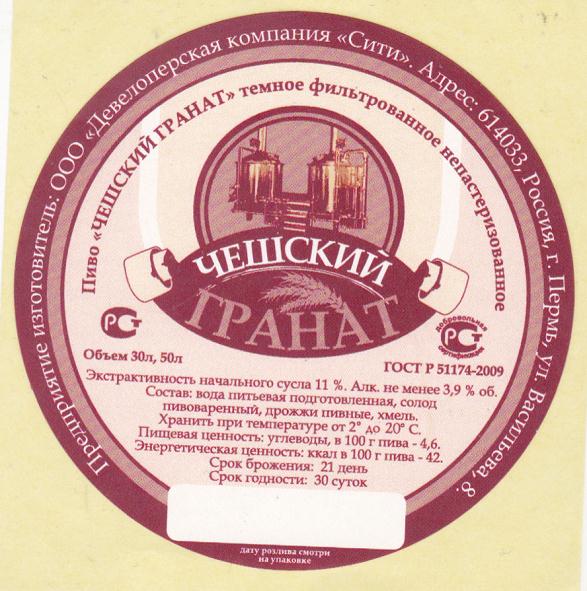 Предприятие изготовитель: ООО «Девелоперская компания «Сити». Адрес: 614033, Россия, г. Пермь, ул. Васильева, 8.
Пиво «ЧЕШСКИЙ ГРАНАТ» темное фильтрованное непастеризованное
ЧЕШСКИЙ
ГРАНАТ
РСТ
добровольная
РСТ
сертификация
Объем 30л, 50л
ГОСТ Р 51174-2009
Экстрактивность начального сусла 11 %. Алк. не менее 3,9 % об.
Состав: вода питьевая подготовленная, солод
пивоваренный, дрожжи пивные, хмель.
Хранить при температуре от 2° до 20° С.
Пищевая ценность: углеводы, в 100 г пива - 4,6.
Энергетическая ценность: ккал в 100 г пива - 42.
Срок брожения: 21 день
Срок годности: 30 суток
дату розлива смотри
на упаковке